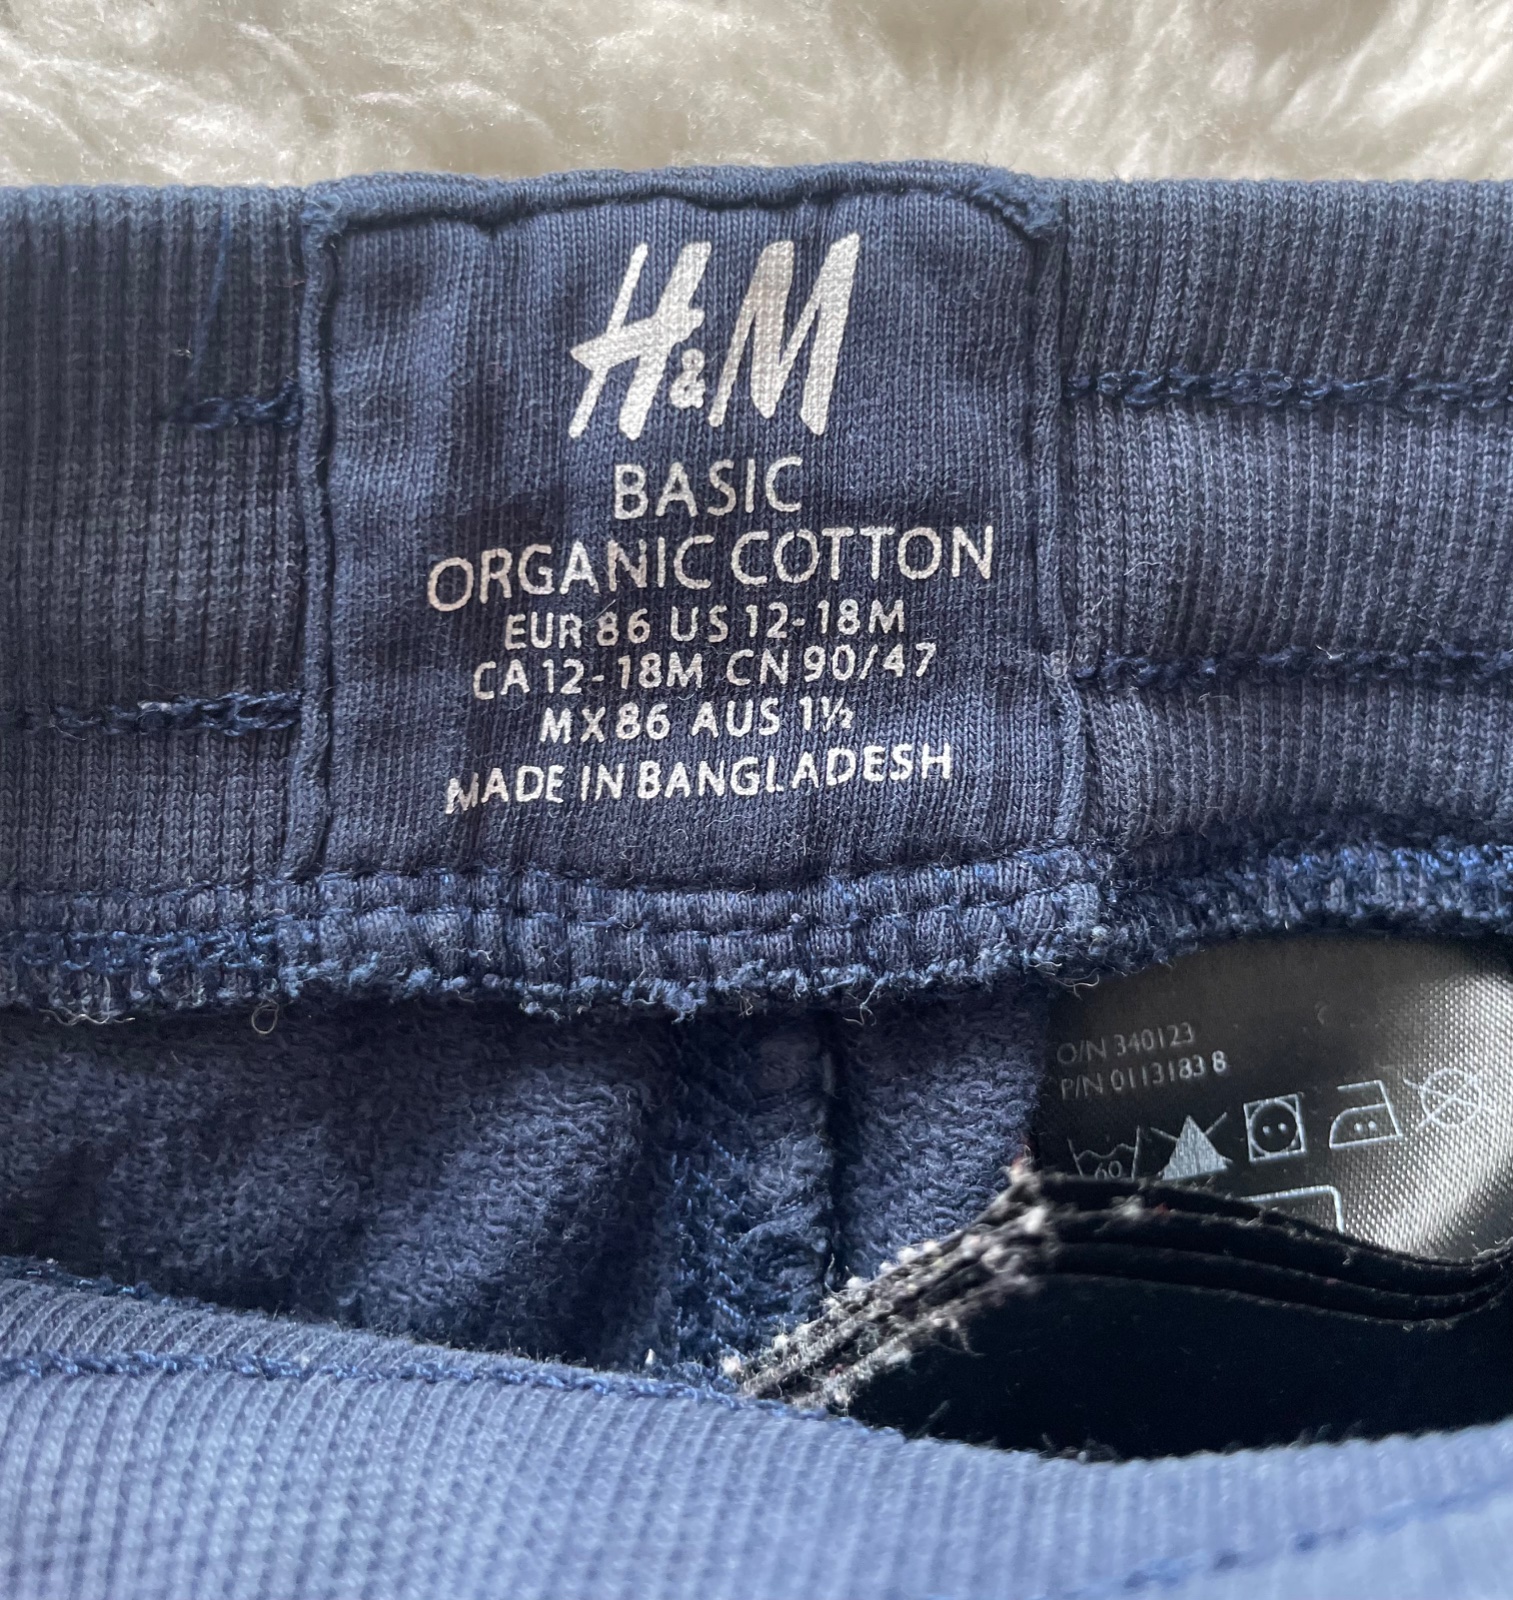 H&M
BASIC
ORGANIC COTTON
EUR 86 US 12-18M
CA 12-18M CN 90/47
MX 86 AUS 1½
MADE IN BANGLADESH
O/N 340123
P/N 0113183 8
60